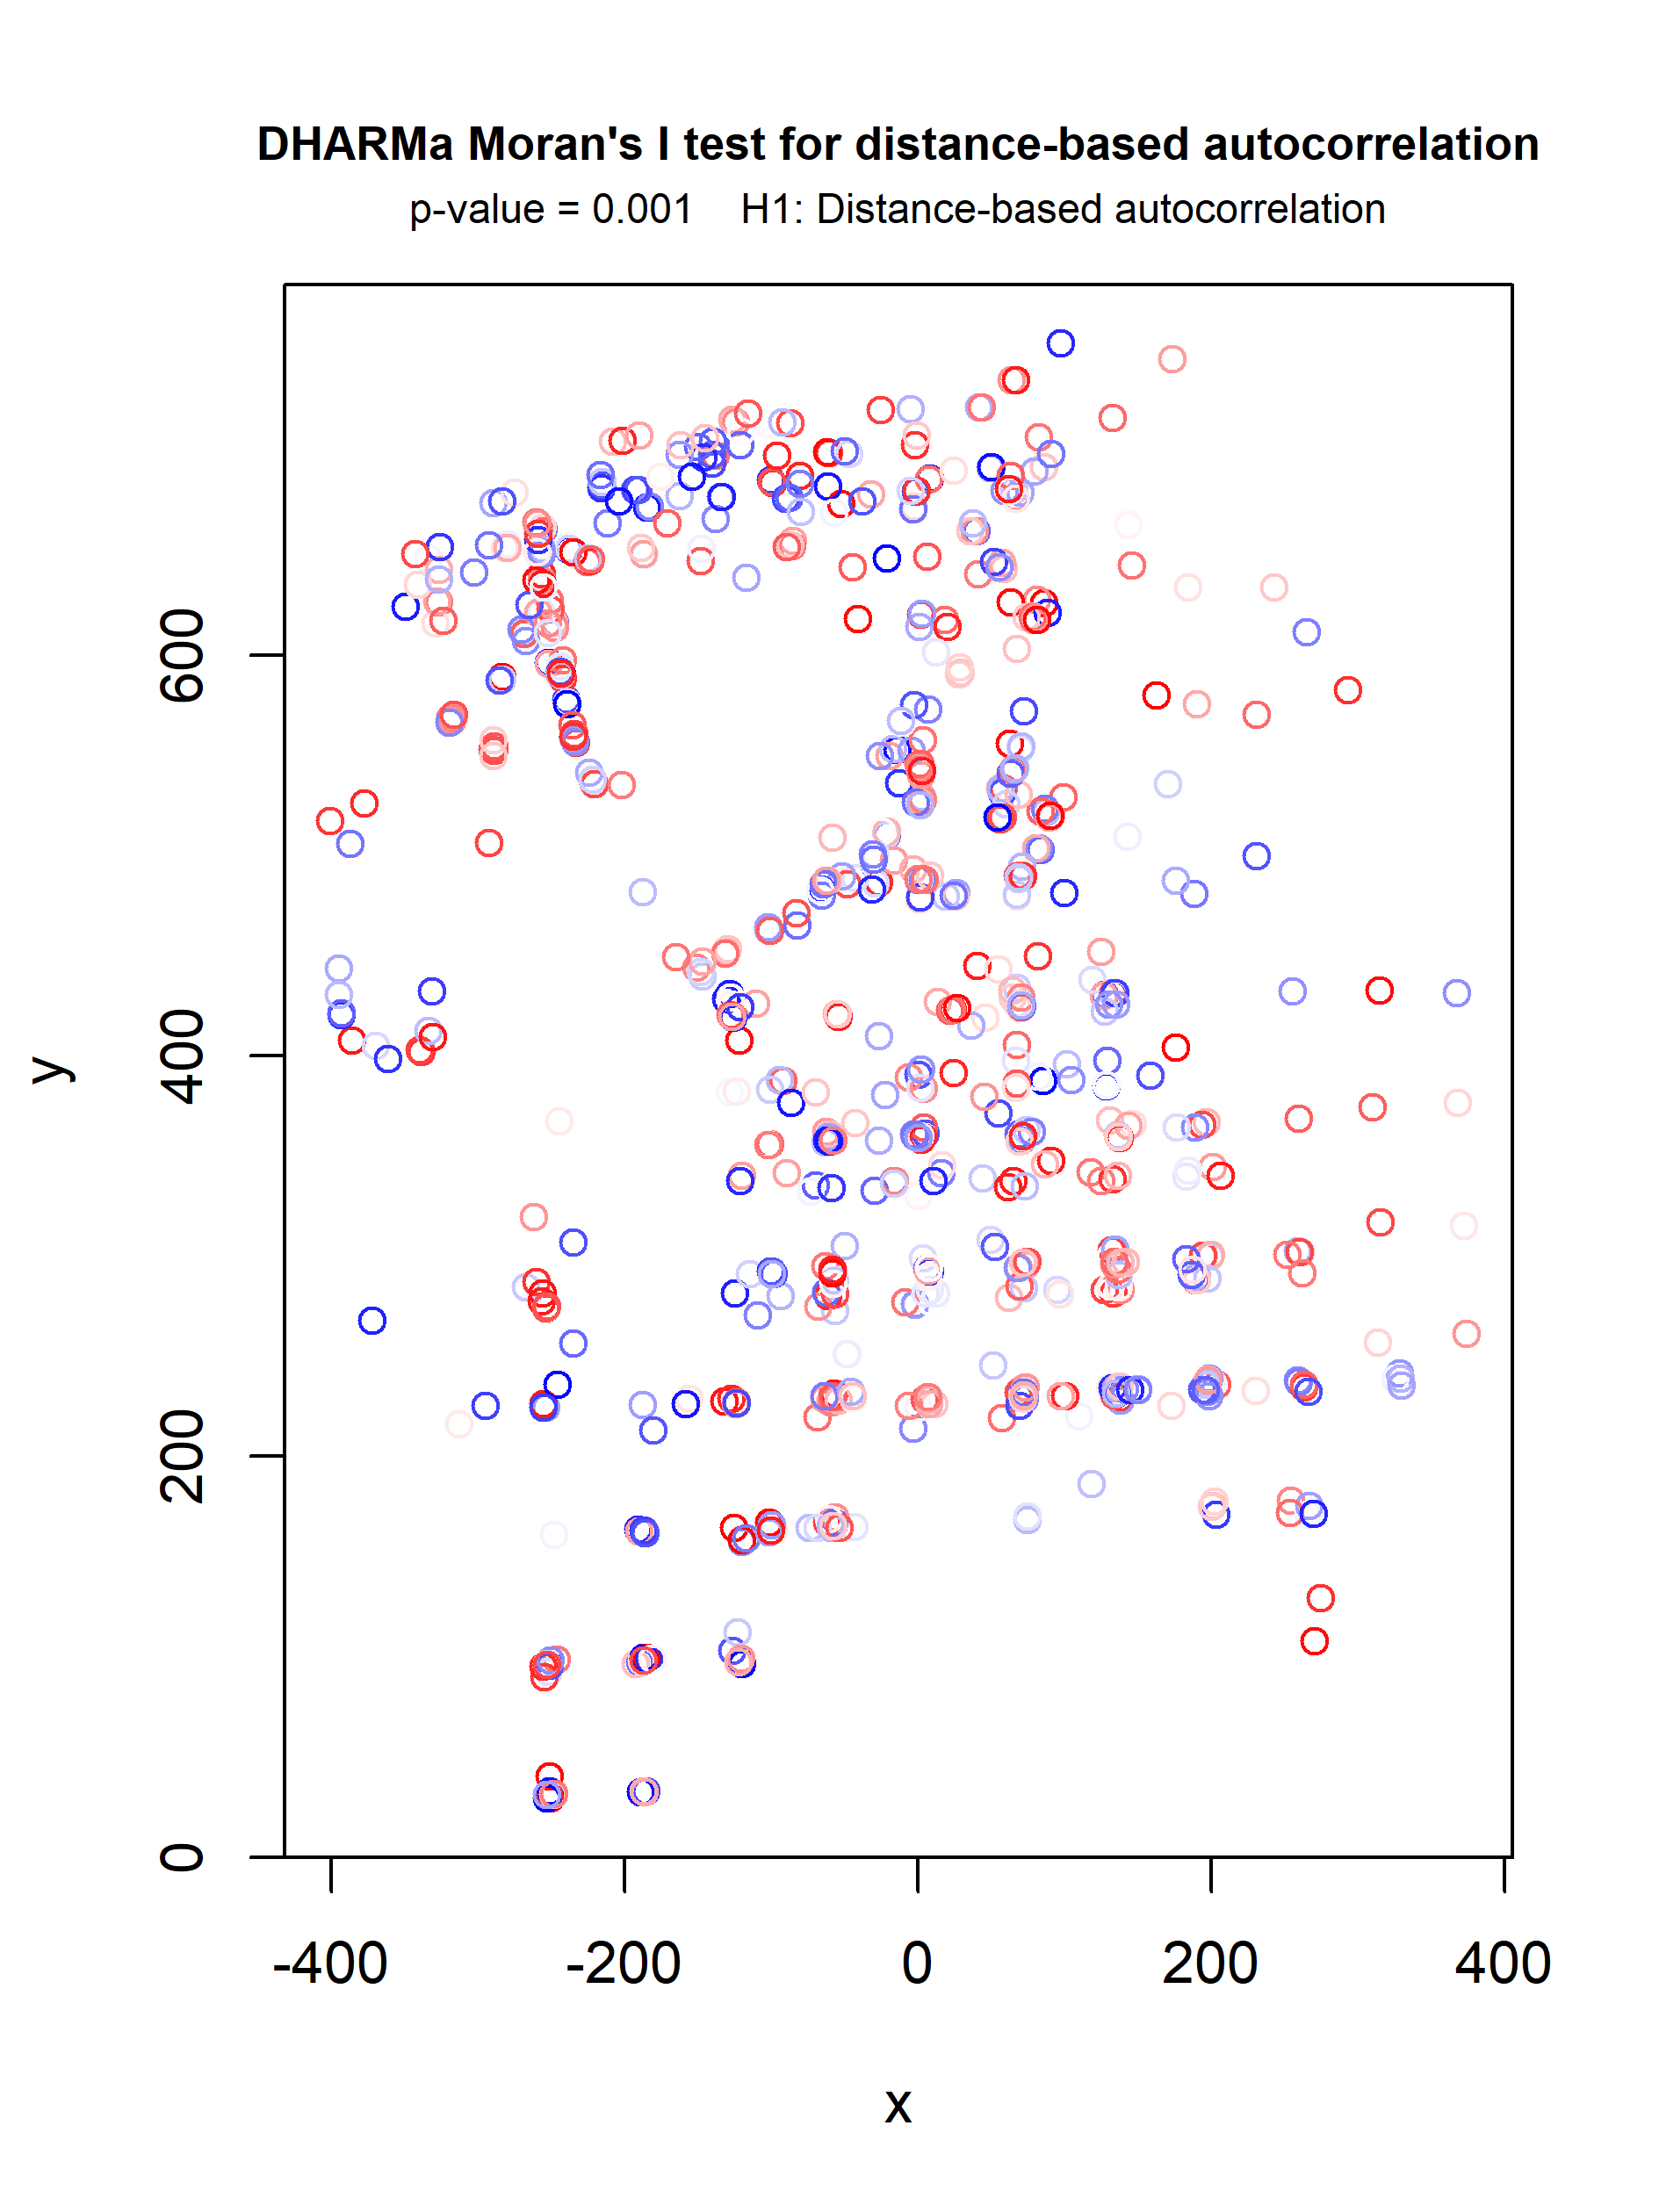 DHARMa Moran's I test for distance-based autocorrelation
p-value = 0.001 H1: Distance-based autocorrelation
y
600
400
200
0
-400 -200 0 200 400
x